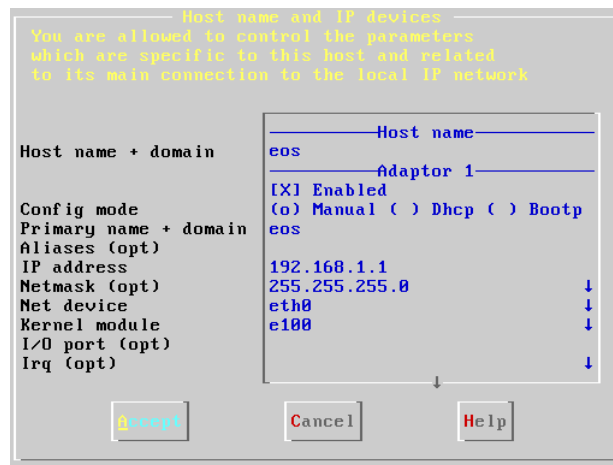 Host name and IP devices
You are allowed to control the parameters
which are specific to this host and related
to its main connection to the local IP network
Host name
Host name + domain eos
Adaptor 1
[X] Enabled
Config mode (o) Manual ( ) Dhcp ( ) Bootp
Primary name + domain eos
Aliases (opt)
IP address 192.168.1.1
Netmask (opt) 255.255.255.0 ↓
Net device eth0 ↓
Kernel module e100 ↓
I/O port (opt)
Irq (opt) ↓
↓
Accept Cancel Help